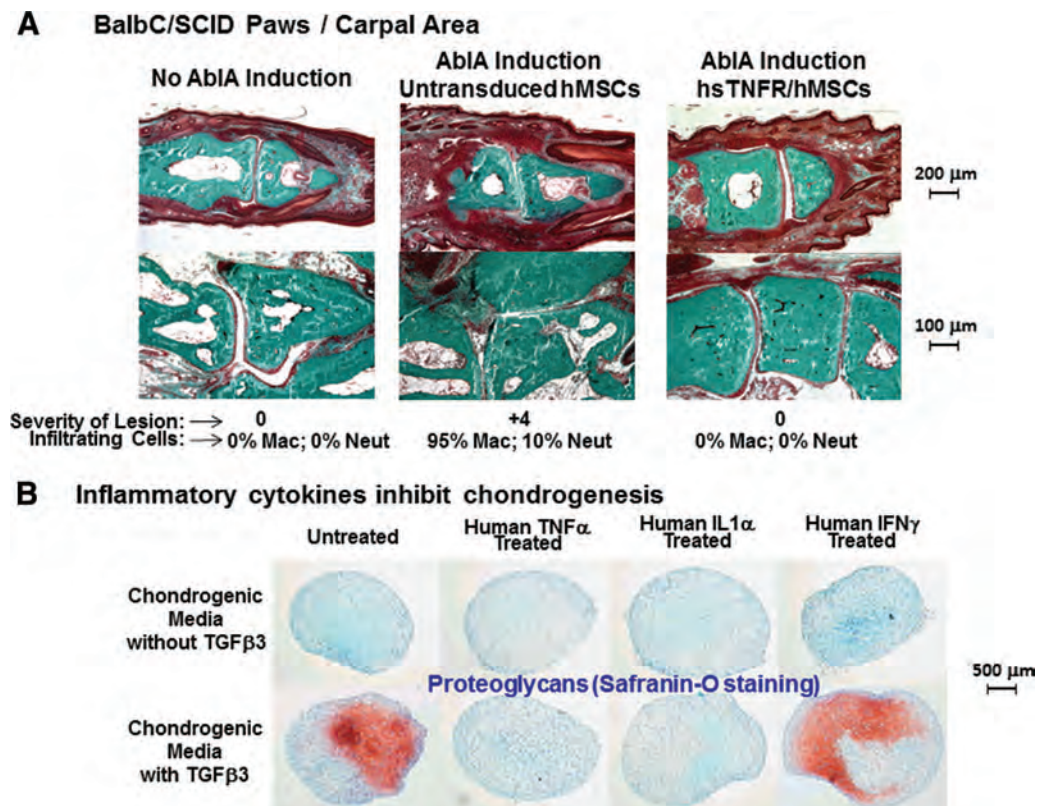 A BalbC/SCID Paws / Carpal Area
No AbIA Induction
AbIA Induction
Untransduced hMSCs
AbIA Induction
hsTNFR/hMSCs
200 µm
100 µm
Severity of Lesion: → 0 +4 0
Infiltrating Cells: → 0% Mac; 0% Neut 95% Mac; 10% Neut 0% Mac; 0% Neut
B Inflammatory cytokines inhibit chondrogenesis
Untreated
Human TNFα
Treated
Human IL1α
Treated
Human IFNγ
Treated
Chondrogenic
Media
without TGFβ3
Proteoglycans (Safranin-O staining)
500 µm
Chondrogenic
Media
with TGFβ3